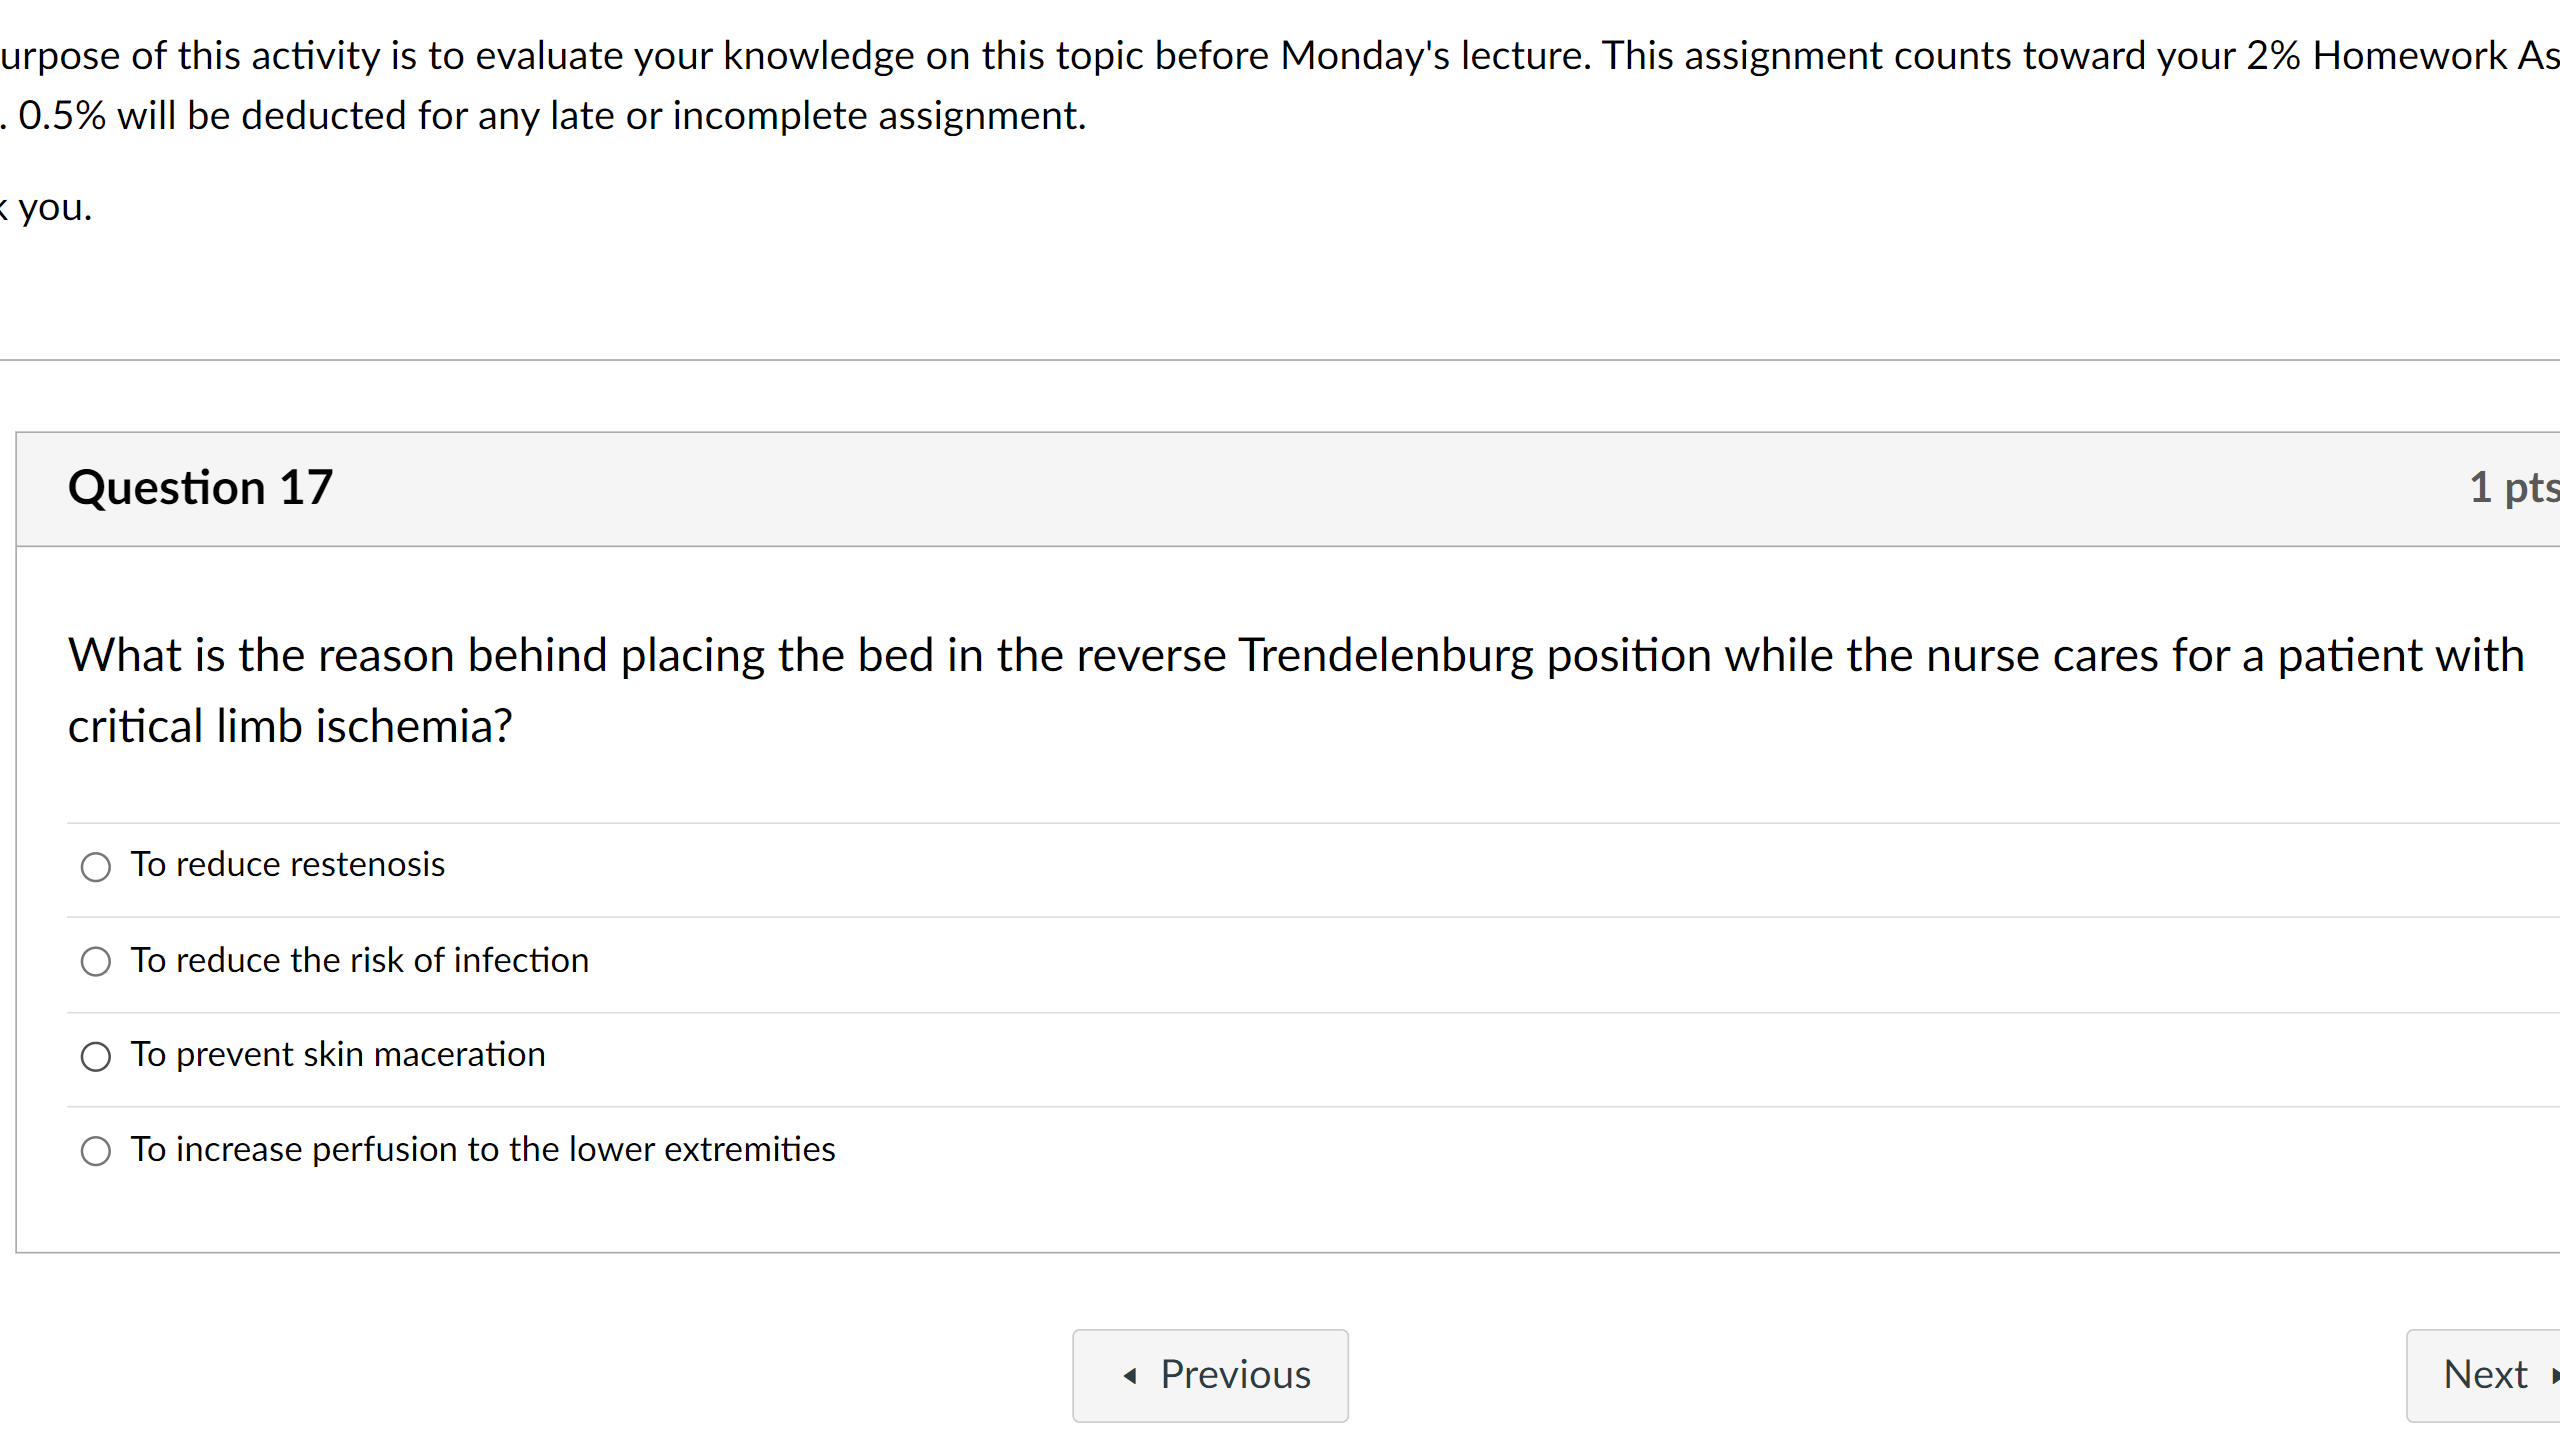 urpose of this activity is to evaluate your knowledge on this topic before Monday's lecture. This assignment counts toward your 2% Homework As
. 0.5% will be deducted for any late or incomplete assignment.
k you.
Question 17
1 pts
What is the reason behind placing the bed in the reverse Trendelenburg position while the nurse cares for a patient with
critical limb ischemia?
To reduce restenosis
To reduce the risk of infection
To prevent skin maceration
To increase perfusion to the lower extremities
◂ Previous
Next ▸